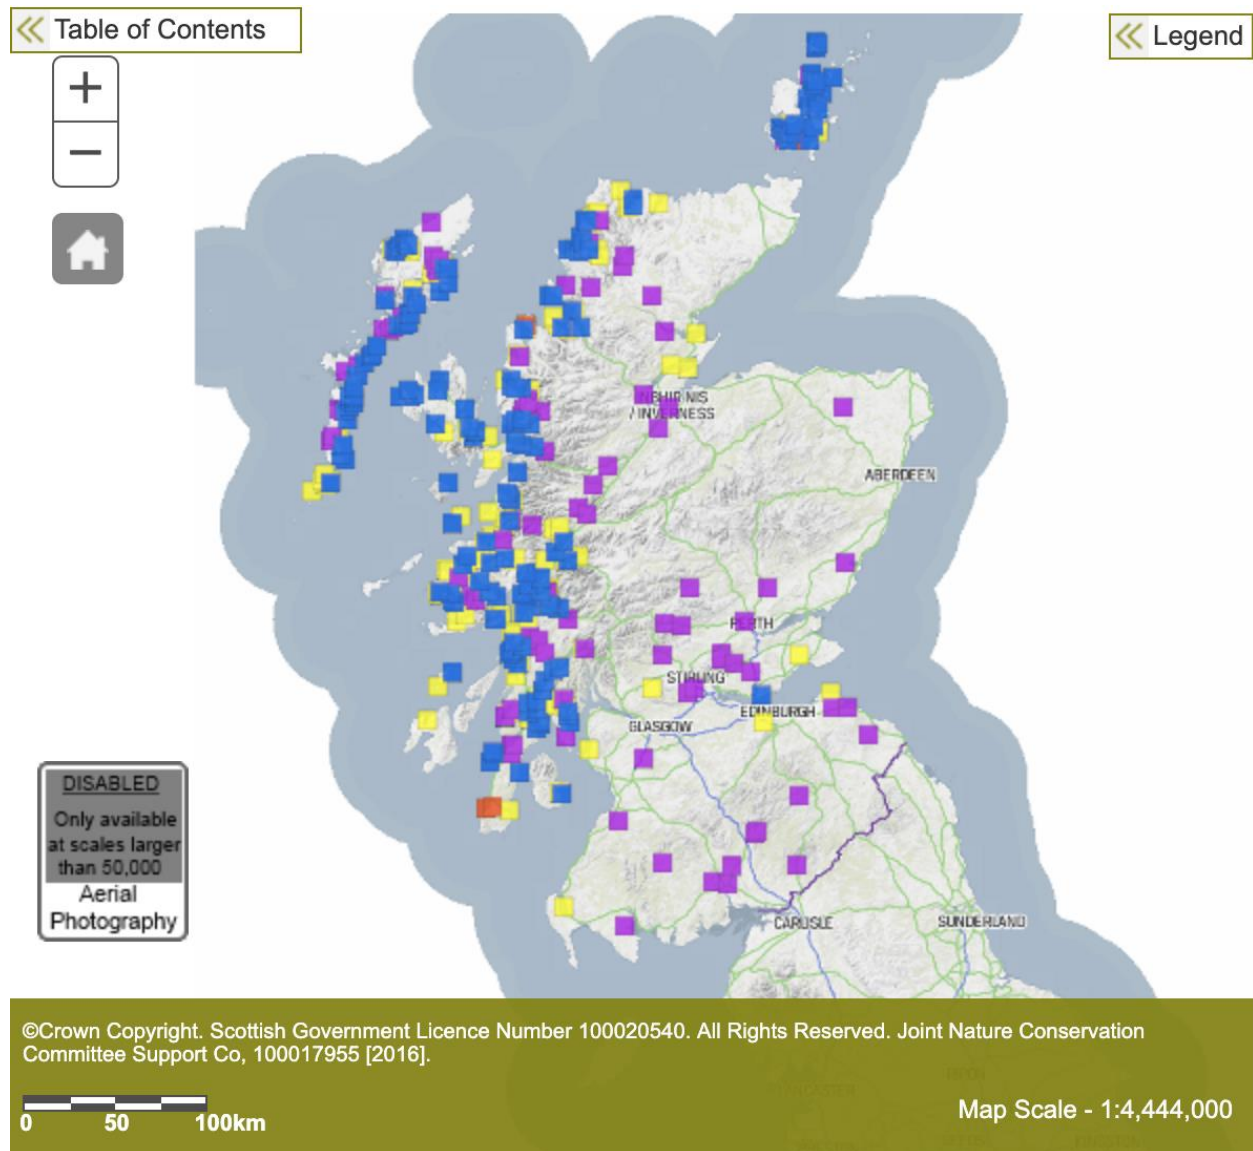 Table of Contents
Legend
+
−
INBHIR NIS
/ INVERNESS
ABERDEEN
PERTH
STIRLING
EDINBURGH
GLASGOW
CARLISLE
SUNDERLAND
DISABLED
Only available
at scales larger
than 50,000
Aerial
Photography
©Crown Copyright. Scottish Government Licence Number 100020540. All Rights Reserved. Joint Nature Conservation
Committee Support Co, 100017955 [2016].
0 50 100km
Map Scale - 1:4,444,000